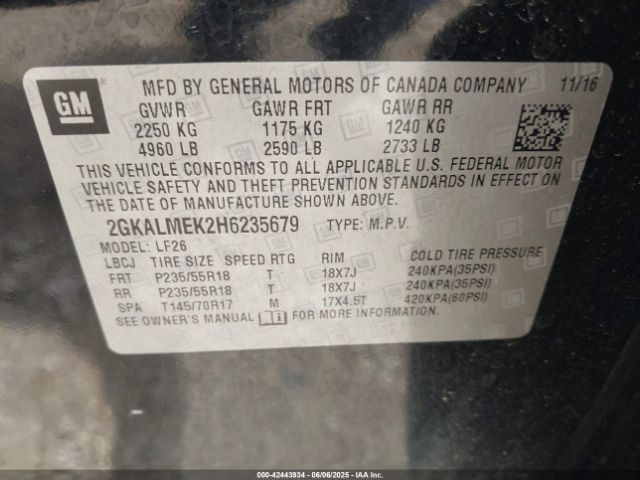 GM
MFD BY GENERAL MOTORS OF CANADA COMPANY 11/16
GVWR GAWR FRT GAWR RR
2250 KG 1175 KG 1240 KG
4960 LB 2590 LB 2733 LB
THIS VEHICLE CONFORMS TO ALL APPLICABLE U.S. FEDERAL MOTOR
VEHICLE SAFETY AND THEFT PREVENTION STANDARDS IN EFFECT ON
THE DATE OF MANUFACTURE SHOWN ABOVE.
2GKALMEK2H6235679 TYPE: M.P.V.
MODEL: LF26
LBCJ TIRE SIZE SPEED RTG RIM COLD TIRE PRESSURE
FRT P235/55R18 T 18X7J 240KPA(35PSI)
RR P235/55R18 T 18X7J 240KPA(35PSI)
SPA T145/70R17 M 17X4.5T 420KPA(60PSI)
SEE OWNER'S MANUAL FOR MORE INFORMATION.
000-42443934 - 06/06/2025 - IAAI.COM